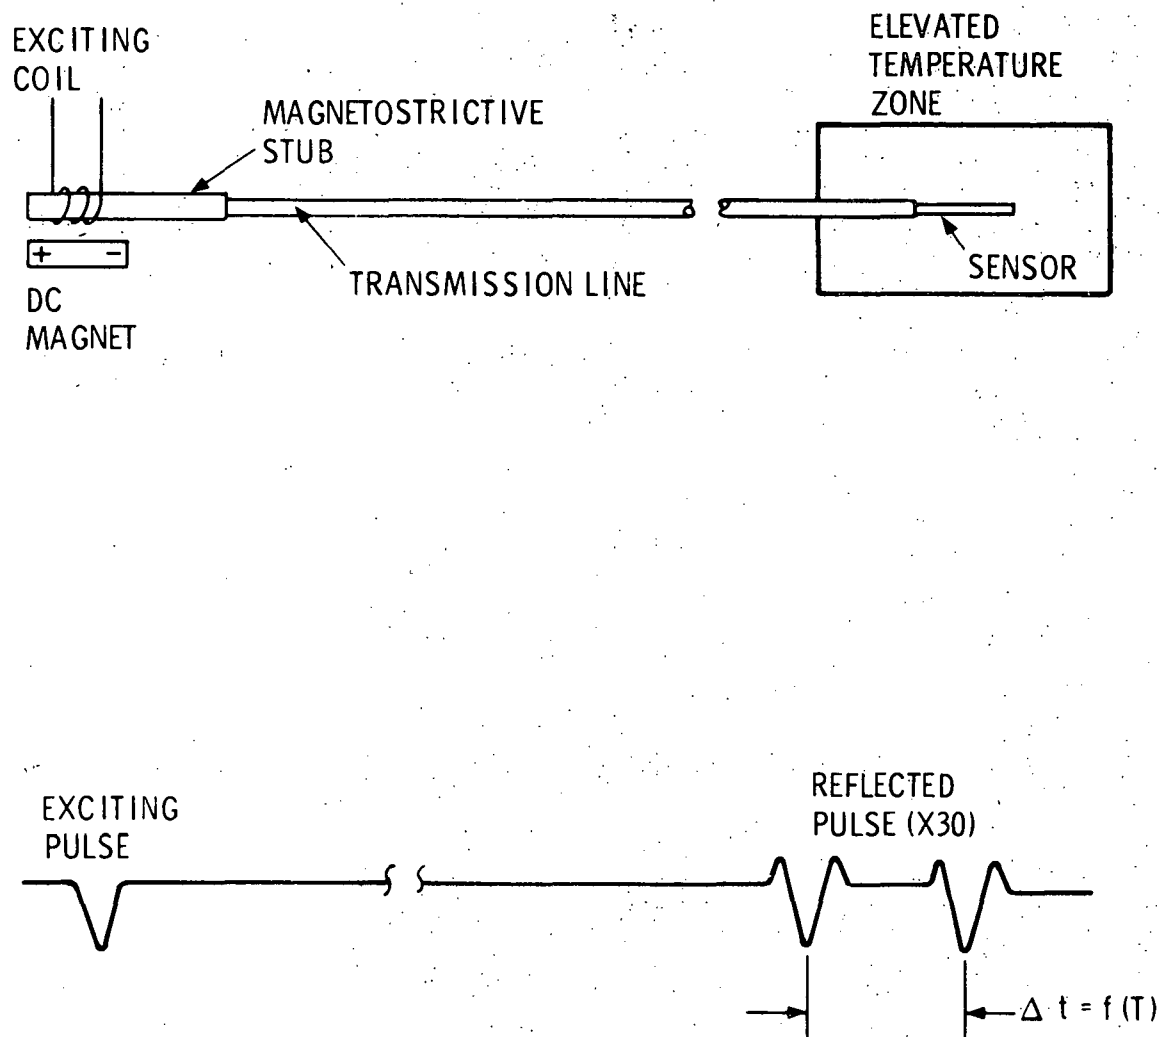 EXCITING
COIL
MAGNETOSTRICTIVE
STUB
ELEVATED
TEMPERATURE
ZONE
+ -
DC
MAGNET
TRANSMISSION LINE
SENSOR
EXCITING
PULSE
REFLECTED
PULSE (X30)
Δ t = f (T)